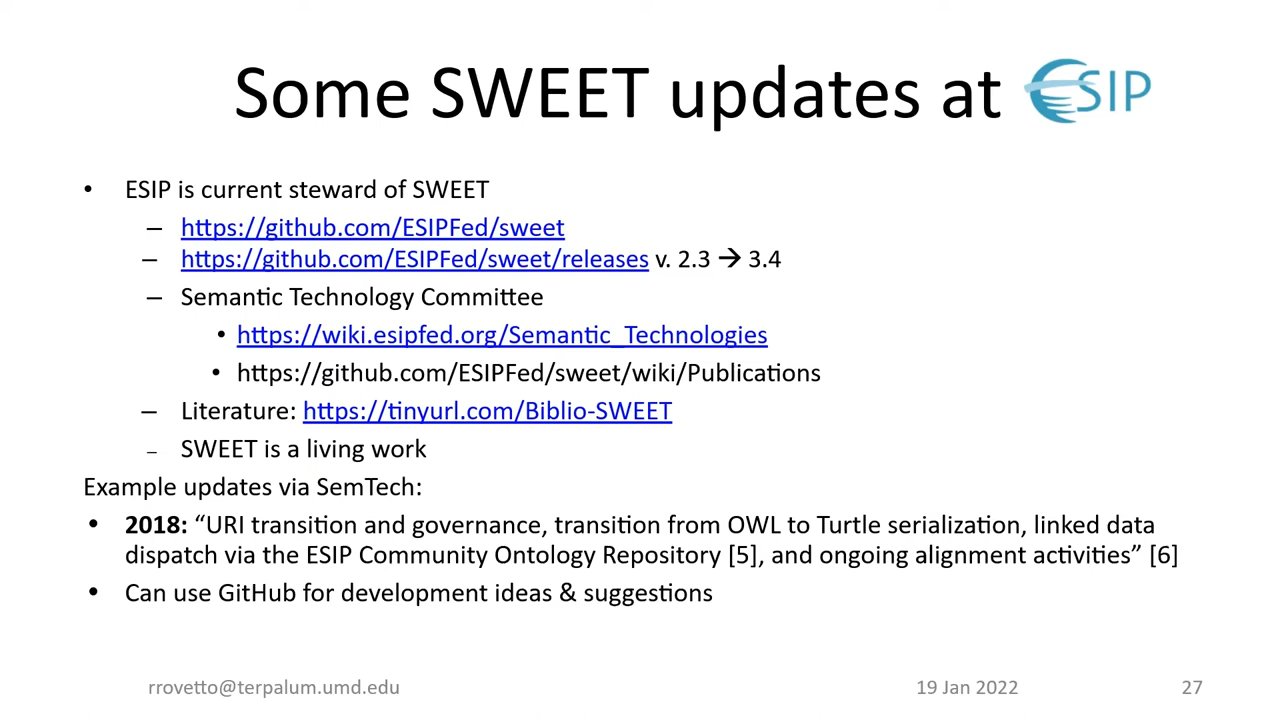 Some SWEET updates at ESIP
• ESIP is current steward of SWEET
– https://github.com/ESIPFed/sweet
– https://github.com/ESIPFed/sweet/releases v. 2.3 → 3.4
– Semantic Technology Committee
• https://wiki.esipfed.org/Semantic_Technologies
• https://github.com/ESIPFed/sweet/wiki/Publications
– Literature: https://tinyurl.com/Biblio-SWEET
– SWEET is a living work
Example updates via SemTech:
• 2018: “URI transition and governance, transition from OWL to Turtle serialization, linked data
dispatch via the ESIP Community Ontology Repository [5], and ongoing alignment activities” [6]
• Can use GitHub for development ideas & suggestions
rrovetto@terpalum.umd.edu 19 Jan 2022 27